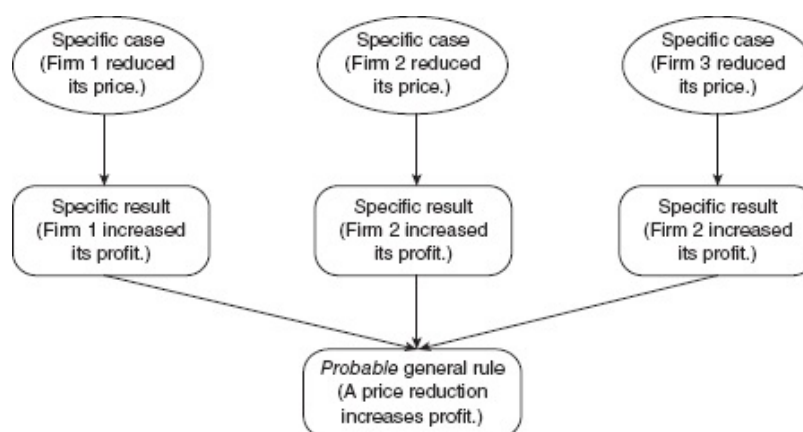 Specific case
(Firm 1 reduced
its price.)
Specific case
(Firm 2 reduced
its price.)
Specific case
(Firm 3 reduced
its price.)
Specific result
(Firm 1 increased
its profit.)
Specific result
(Firm 2 increased
its profit.)
Specific result
(Firm 2 increased
its profit.)
Probable general rule
(A price reduction
increases profit.)